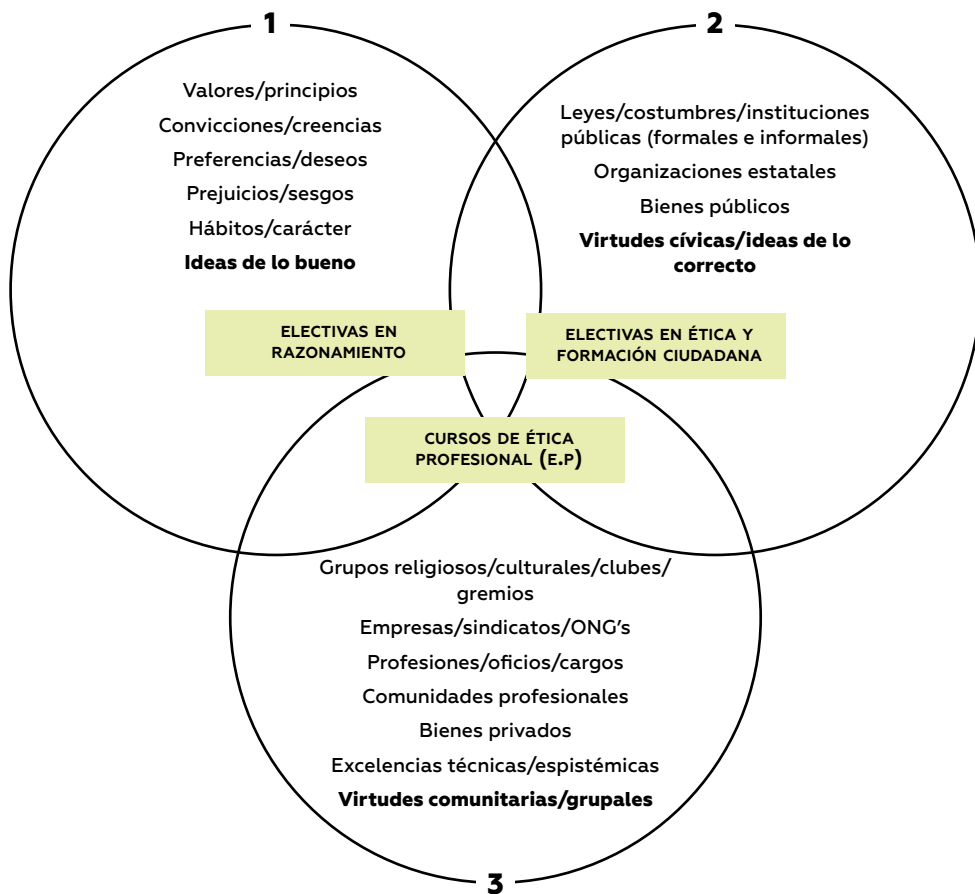 1
Valores/principios
Convicciones/creencias
Preferencias/deseos
Prejuicios/sesgos
Hábitos/carácter
Ideas de lo bueno
2
Leyes/costumbres/instituciones
públicas (formales e informales)
Organizaciones estatales
Bienes públicos
Virtudes cívicas/ideas de lo
correcto
ELECTIVAS EN
RAZONAMIENTO
ELECTIVAS EN ÉTICA Y
FORMACIÓN CIUDADANA
CURSOS DE ÉTICA
PROFESIONAL (E.P)
Grupos religiosos/culturales/clubes/
gremios
Empresas/sindicatos/ONG's
Profesiones/oficios/cargos
Comunidades profesionales
Bienes privados
Excelencias técnicas/espistémicas
Virtudes comunitarias/grupales
3